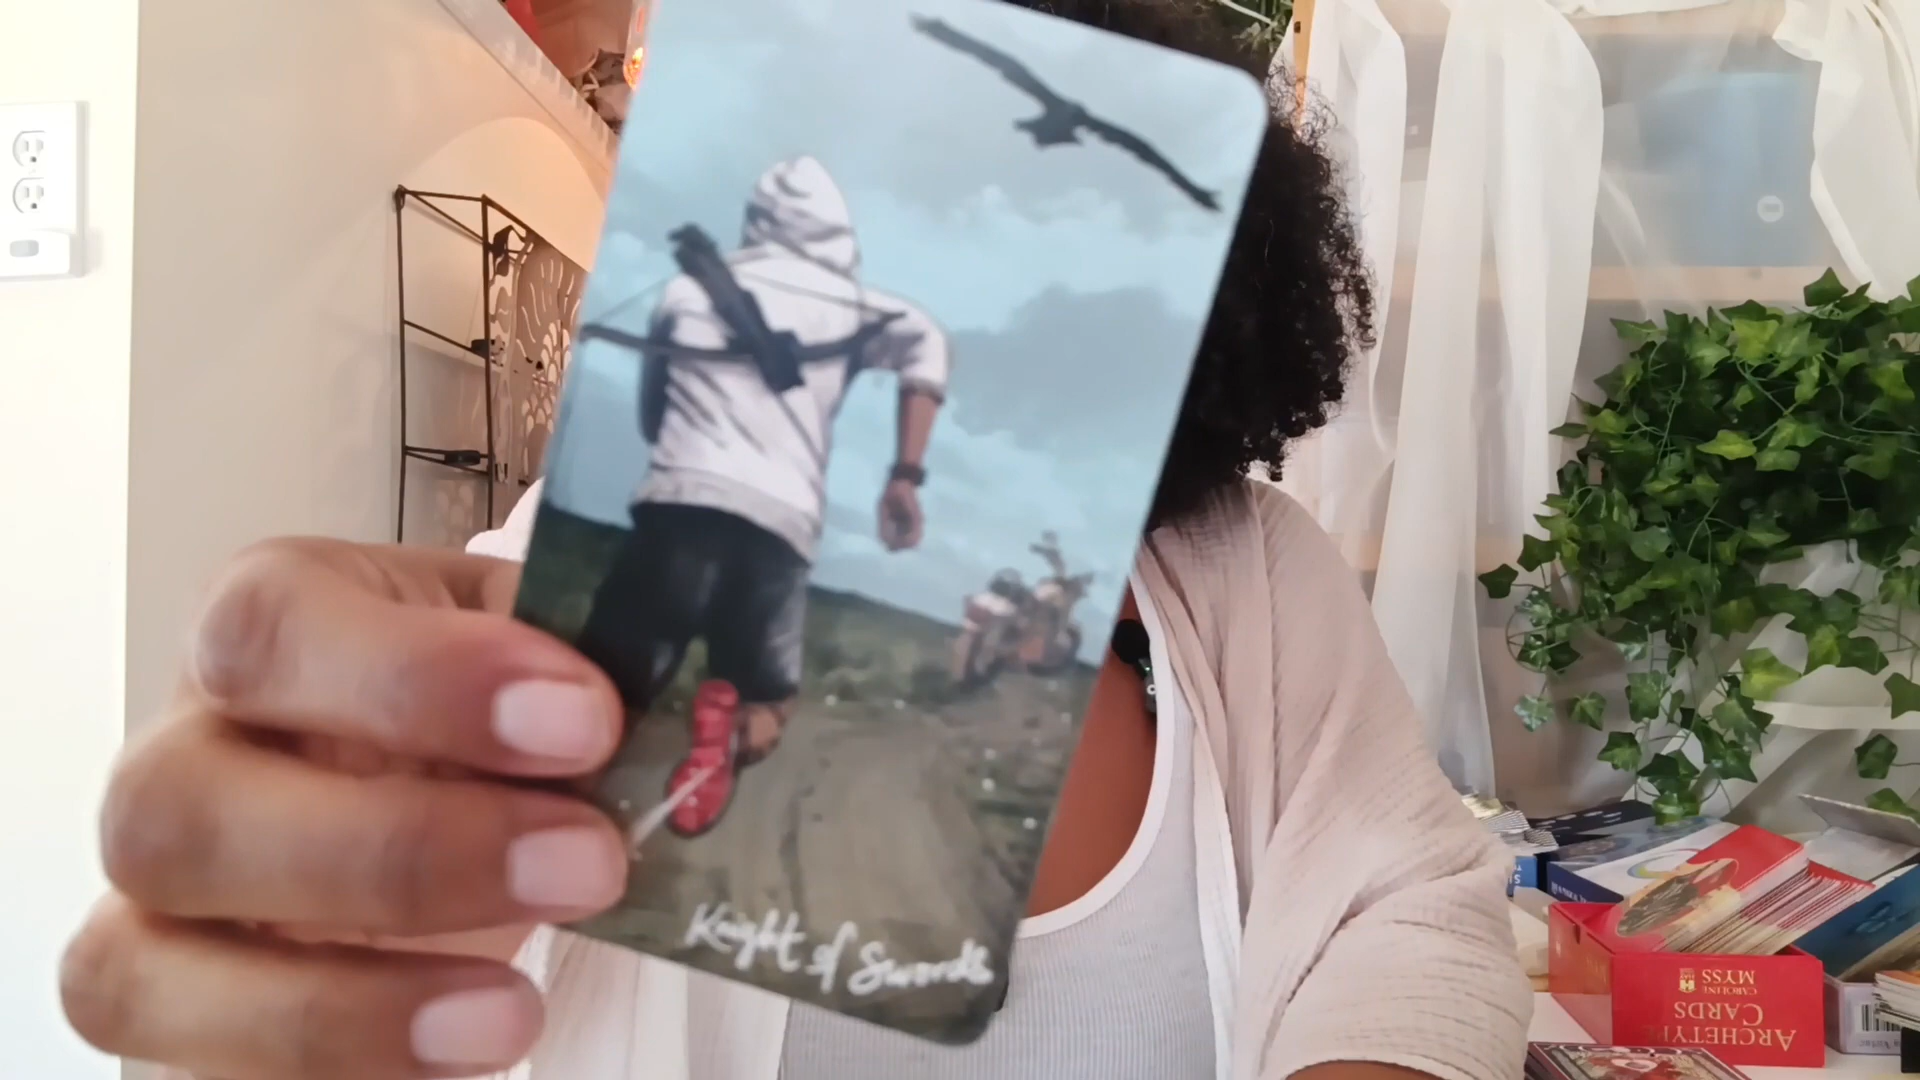 Knight of Swords
CAROLINE
MYSS
ARCHETYPE
CARDS